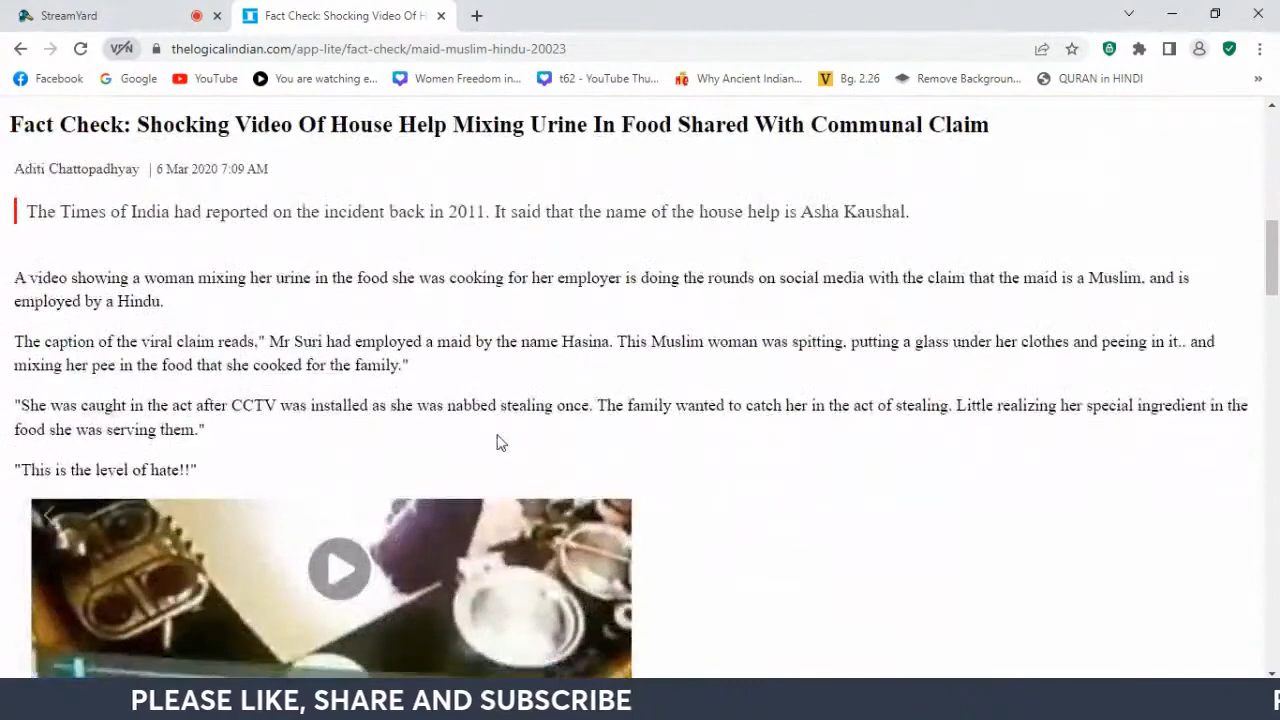 StreamYard
Fact Check: Shocking Video Of H
VPN
thelogicalindian.com/app-lite/fact-check/maid-muslim-hindu-20023
Facebook Google YouTube You are watching e... Women Freedom in... t62 - YouTube Thu... Why Ancient Indian... Bg. 2.26 Remove Backgroun... QURAN in HINDI »
Fact Check: Shocking Video Of House Help Mixing Urine In Food Shared With Communal Claim
Aditi Chattopadhyay | 6 Mar 2020 7:09 AM
The Times of India had reported on the incident back in 2011. It said that the name of the house help is Asha Kaushal.
A video showing a woman mixing her urine in the food she was cooking for her employer is doing the rounds on social media with the claim that the maid is a Muslim, and is
employed by a Hindu.
The caption of the viral claim reads," Mr Suri had employed a maid by the name Hasina. This Muslim woman was spitting, putting a glass under her clothes and peeing in it.. and
mixing her pee in the food that she cooked for the family."
"She was caught in the act after CCTV was installed as she was nabbed stealing once. The family wanted to catch her in the act of stealing. Little realizing her special ingredient in the
food she was serving them."
"This is the level of hate!!"
PLEASE LIKE, SHARE AND SUBSCRIBE